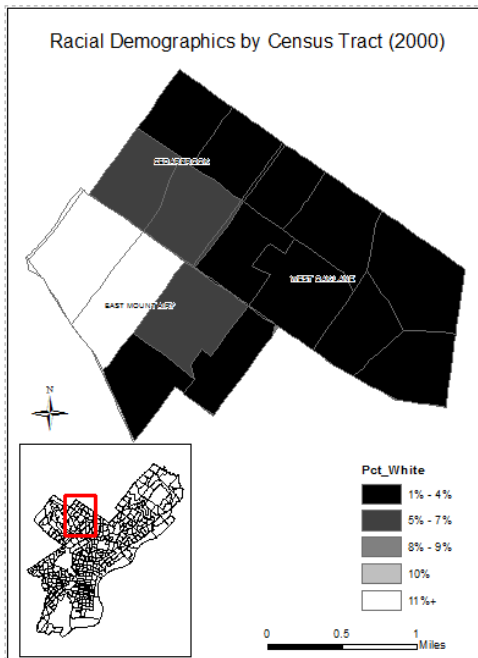 Racial Demographics by Census Tract (2000)
WEST OAK LANE
EAST MOUNT AIRY
N
Pct_White
1% - 4%
5% - 7%
8% - 9%
10%
11%+
0 0.5 1
Miles